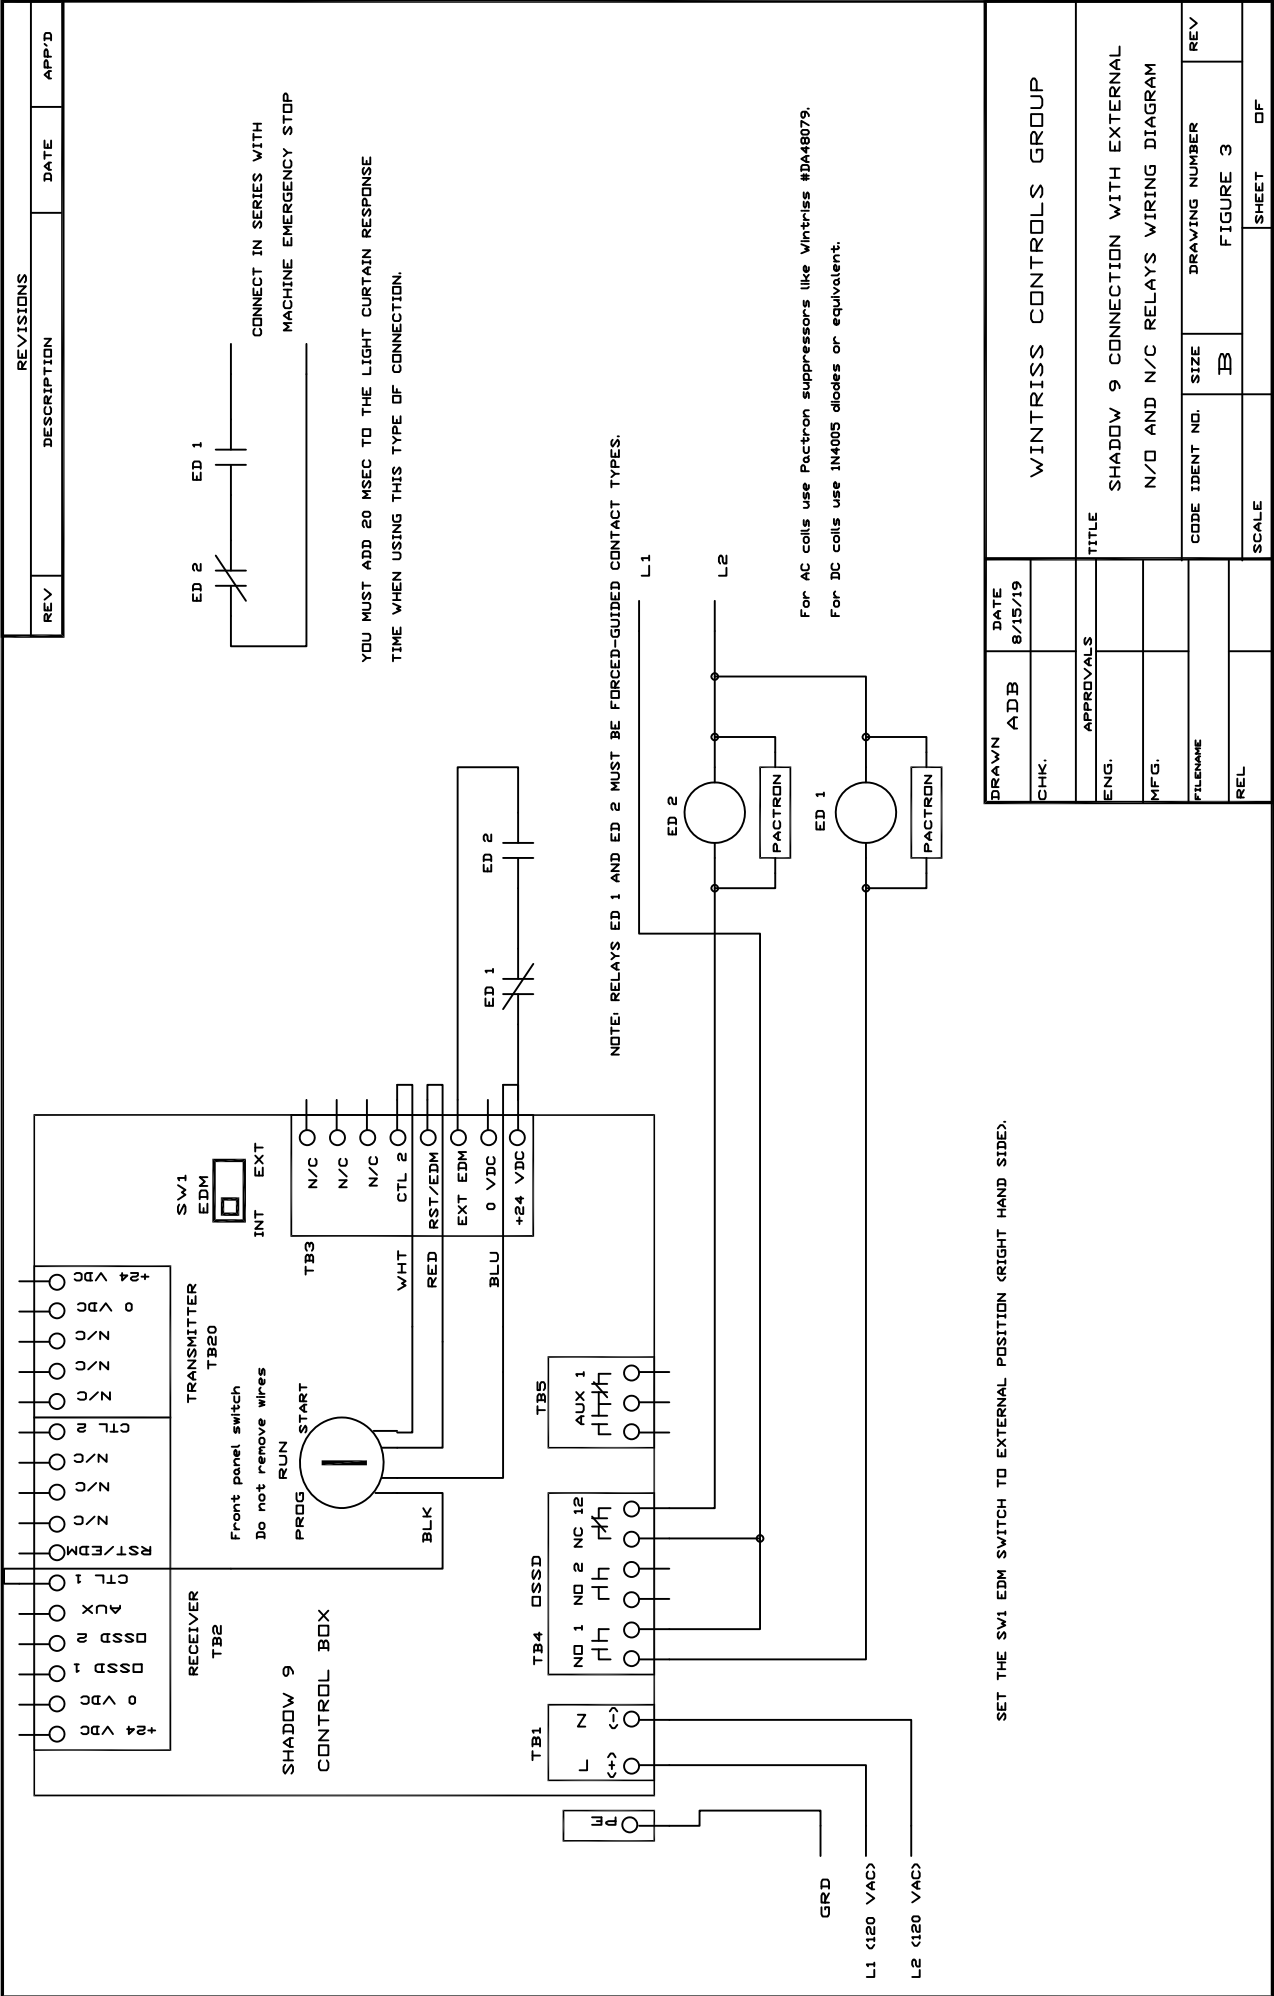 REVISIONS
REV
DESCRIPTION
DATE
APP'D
ED 2
ED 1
CONNECT IN SERIES WITH
MACHINE EMERGENCY STOP
YOU MUST ADD 20 MSEC TO THE LIGHT CURTAIN RESPONSE
TIME WHEN USING THIS TYPE OF CONNECTION.
+24 VDC
0 VDC
OSSD 1
OSSD 2
AUX
CTL 1
RST/EDM
N/C
N/C
N/C
CTL 2
N/C
N/C
N/C
0 VDC
+24 VDC
RECEIVER
TB2
TRANSMITTER
TB20
SW1
EDM
INT
EXT
Front panel switch
Do not remove wires
SHADOW 9
CONTROL BOX
PROG
RUN
START
BLK
TB3
WHT
RED
BLU
N/C
N/C
N/C
CTL 2
RST/EDM
EXT EDM
0 VDC
+24 VDC
ED 1
ED 2
TB1
L
N
(+)
(-)
TB4
OSSD
NO 1
NO 2
NC 12
TB5
AUX 1
PE
NOTE: RELAYS ED 1 AND ED 2 MUST BE FORCED-GUIDED CONTACT TYPES.
L1
L2
ED 2
PACTRON
ED 1
PACTRON
For AC coils use Pactron suppressors like Wintriss #DA48079.
For DC coils use 1N4005 diodes or equivalent.
GRD
L1 (120 VAC)
L2 (120 VAC)
SET THE SW1 EDM SWITCH TO EXTERNAL POSITION (RIGHT HAND SIDE).
DRAWN
ADB
DATE
8/15/19
CHK.
APPROVALS
ENG.
MFG.
FILENAME
REL
WINTRISS CONTROLS GROUP
TITLE
SHADOW 9 CONNECTION WITH EXTERNAL
N/O AND N/C RELAYS WIRING DIAGRAM
CODE IDENT NO.
SIZE
B
DRAWING NUMBER
FIGURE 3
REV
SCALE
SHEET OF